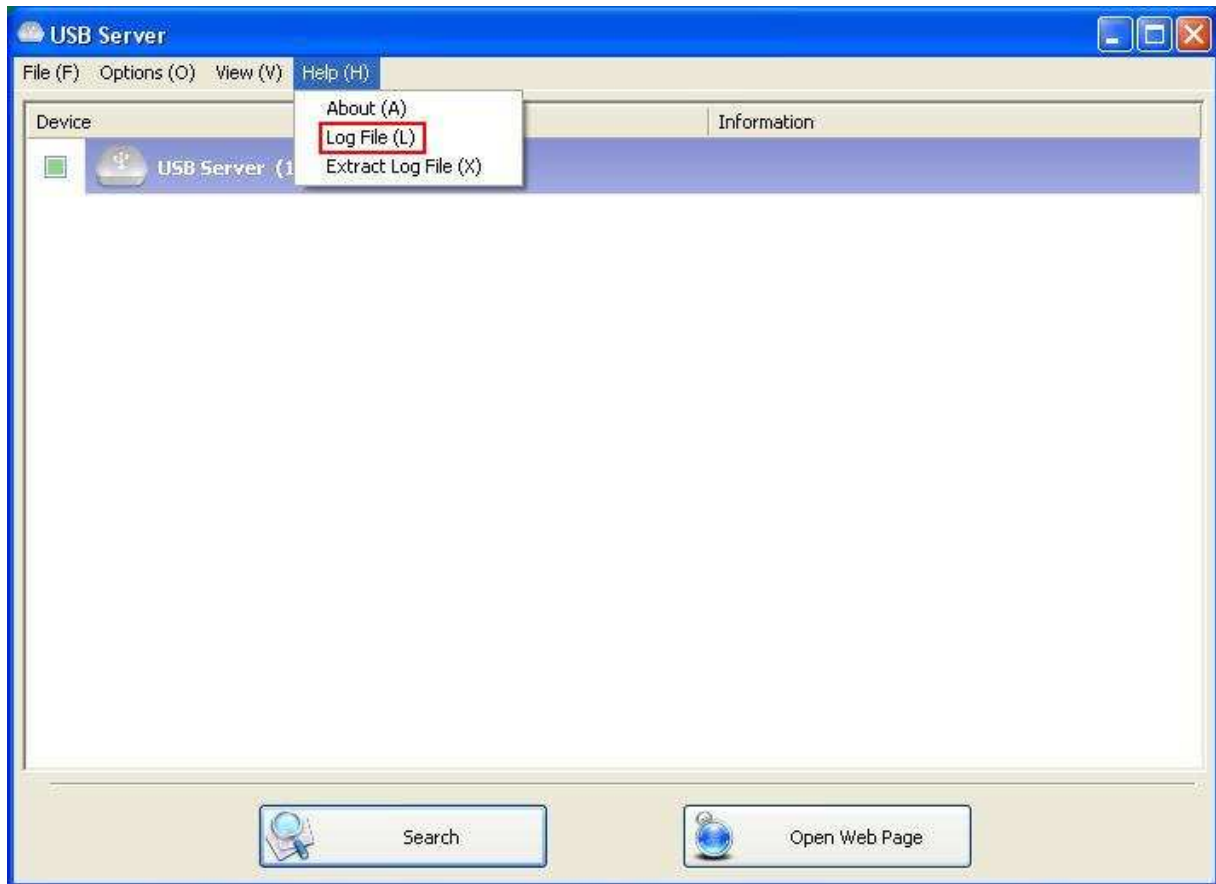 USB Server
File (F) Options (O) View (V) Help (H)
About (A)
Log File (L)
Extract Log File (X)
Device Information
USB Server (1
Search
Open Web Page